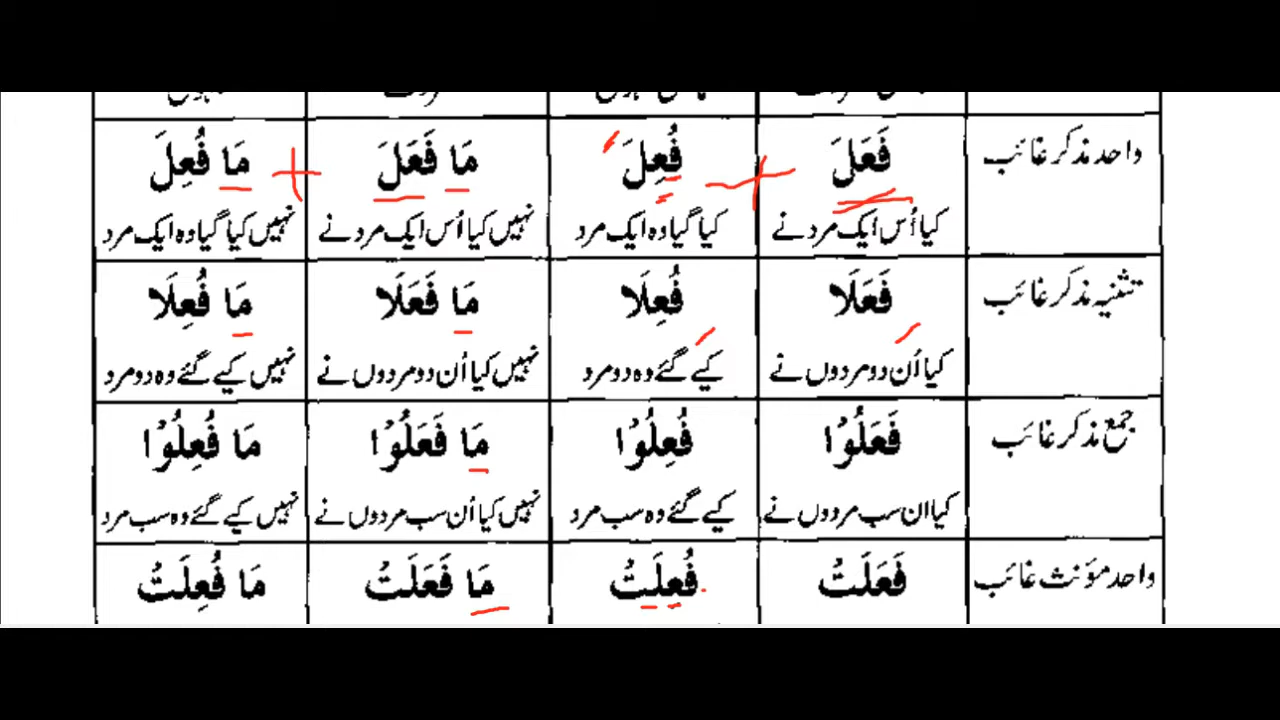 واحد مذکر غائب فَعَلَ فُعِلَ مَا فَعَلَ مَا فُعِلَ
کیا اُس ایک مرد نے کیا گیا وہ ایک مرد نہیں کیا اُس ایک مرد نے نہیں کیا گیا وہ ایک مرد
تثنیہ مذکر غائب فَعَلَا فُعِلَا مَا فَعَلَا مَا فُعِلَا
کیا اُن دو مردوں نے کیے گئے وہ دو مرد نہیں کیا اُن دو مردوں نے نہیں کیے گئے وہ دو مرد
جمع مذکر غائب فَعَلُوْا فُعِلُوْا مَا فَعَلُوْا مَا فُعِلُوْا
کیا ان سب مردوں نے کیے گئے وہ سب مرد نہیں کیا اُن سب مردوں نے نہیں کیے گئے وہ سب مرد
واحد مؤنث غائب فَعَلَتْ فُعِلَتْ مَا فَعَلَتْ مَا فُعِلَتْ